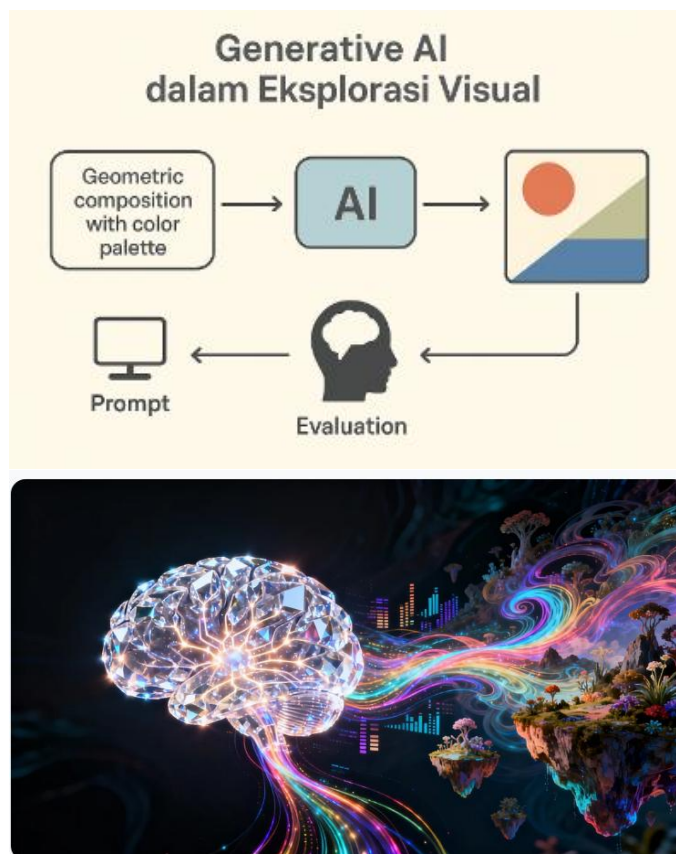 Generative AI
dalam Eksplorasi Visual
Geometric
composition
with color
palette
AI
Prompt
Evaluation